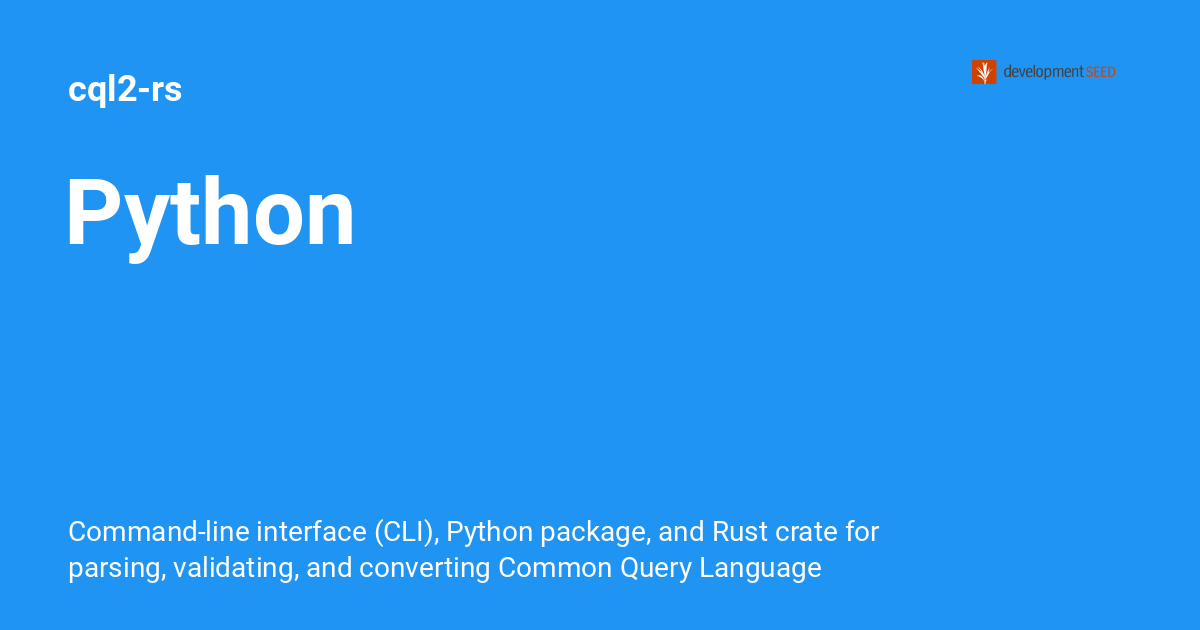 cql2-rs
developmentSEED
Python
Command-line interface (CLI), Python package, and Rust crate for
parsing, validating, and converting Common Query Language